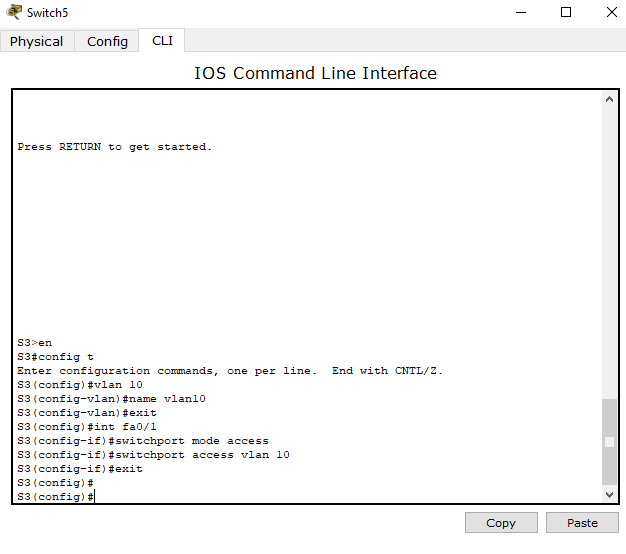 Switch5
Physical Config CLI
IOS Command Line Interface
Press RETURN to get started.
S3>en
S3#config t
Enter configuration commands, one per line.  End with CNTL/Z.
S3(config)#vlan 10
S3(config-vlan)#name vlan10
S3(config-vlan)#exit
S3(config)#int fa0/1
S3(config-if)#switchport mode access
S3(config-if)#switchport access vlan 10
S3(config-if)#exit
S3(config)#
S3(config)#
Copy Paste